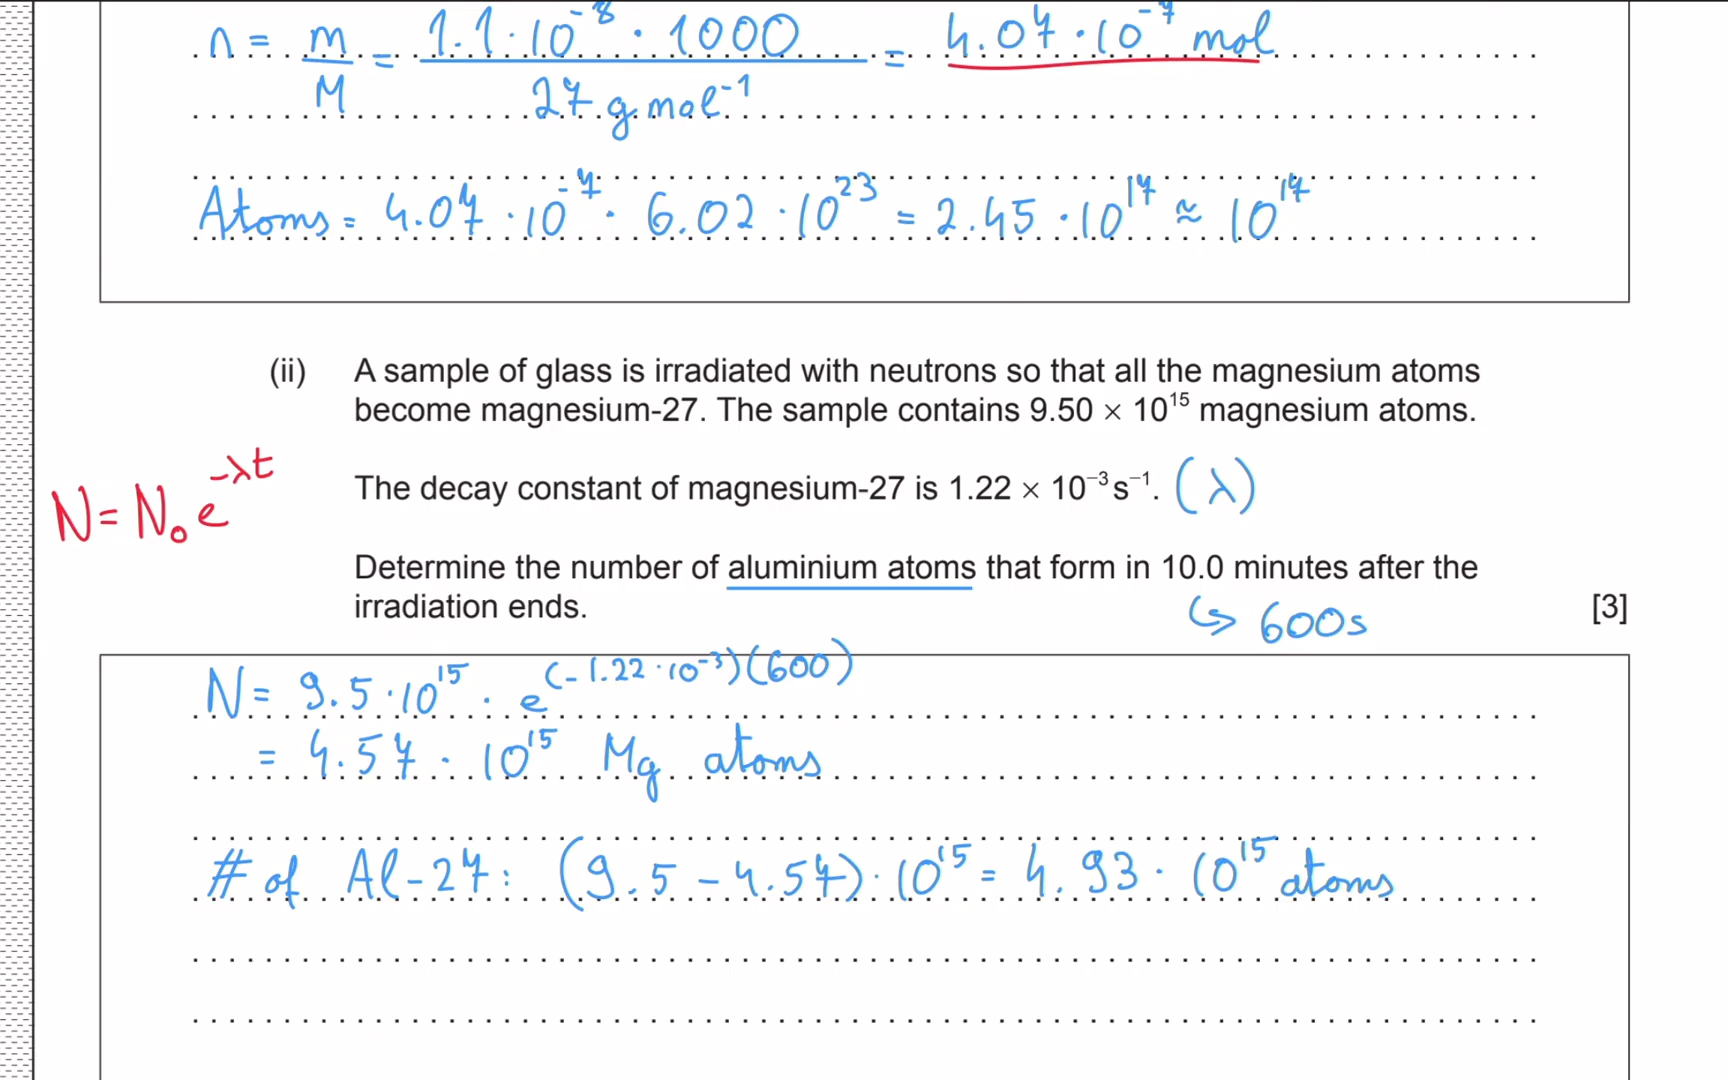 n = m/M = 1.1·10⁻⁸ · 1000 / 27 g mol⁻¹ = 4.07·10⁻⁷ mol
Atoms = 4.07·10⁻⁷ · 6.02·10²³ = 2.45·10¹⁷ ≈ 10¹⁷
(ii) A sample of glass is irradiated with neutrons so that all the magnesium atoms
become magnesium-27. The sample contains 9.50 × 10¹⁵ magnesium atoms.
N = N₀ e^(-λt)
The decay constant of magnesium-27 is 1.22 × 10⁻³ s⁻¹. (λ)
Determine the number of aluminium atoms that form in 10.0 minutes after the
irradiation ends. [3]
↪ 600s
N = 9.5·10¹⁵ · e^((-1.22·10⁻³)(600))
= 4.57 · 10¹⁵ Mg atoms
# of Al-27: (9.5 - 4.57)·10¹⁵ = 4.93 · 10¹⁵ atoms